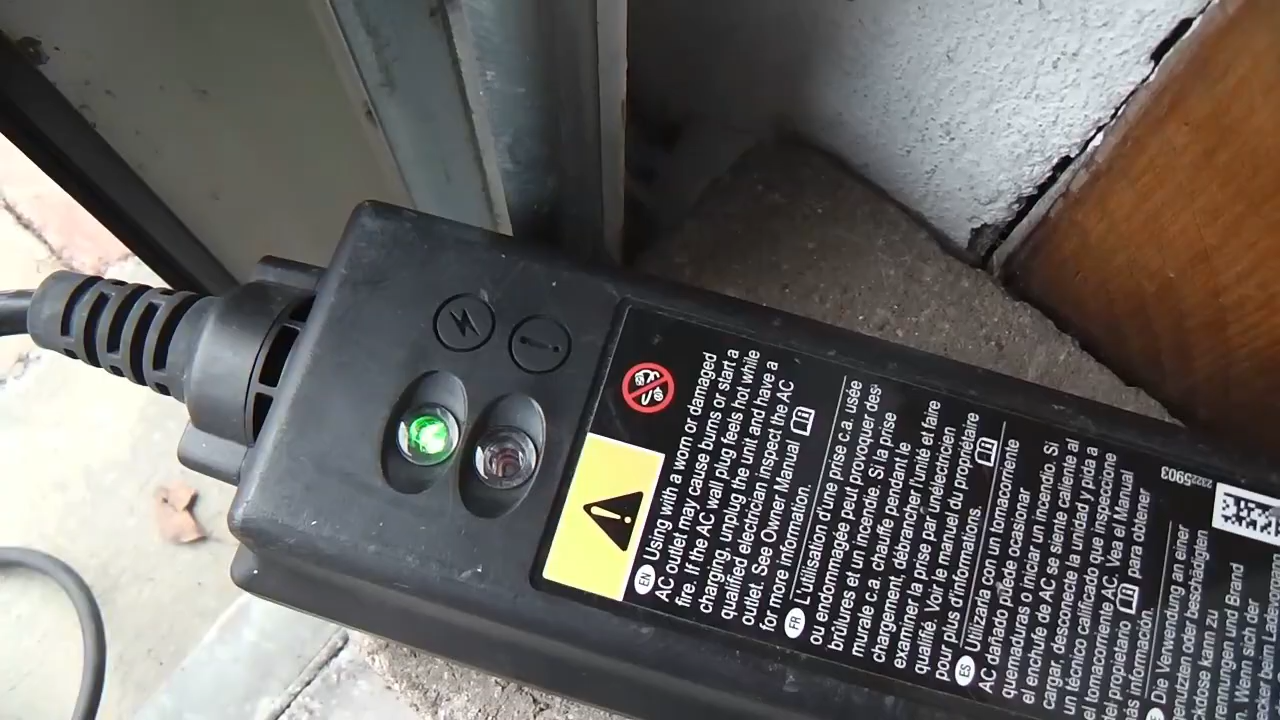 EN Using with a worn or damaged
AC outlet may cause burns or start a
fire. If the AC wall plug feels hot while
charging, unplug the unit and have a
qualified electrician inspect the AC
outlet. See Owner Manual
for more information.
FR L'utilisation d'une prise c.a. usée
ou endommagée peut provoquer des
brûlures et un incendie. Si la prise
murale c.a. chauffe pendant le
chargement, débrancher l'unité et faire
examiner la prise par un électricien
qualifié. Voir le manuel du propriétaire
pour plus d'informations.
ES Utilizarla con un tomacorriente
AC dañado puede ocasionar
quemaduras o iniciar un incendio. Si
el enchufe de AC se siente caliente al
cargar, desconecte la unidad y pida a
un técnico calificado que inspeccione
el tomacorriente AC. Vea el Manual
del propietario para obtener
más información.
Die Verwendung an einer
enutzten oder beschädigten
kdose kann zu
rennungen und Brand
n. Wenn sich der
ecker beim Ladevorgang
23225903